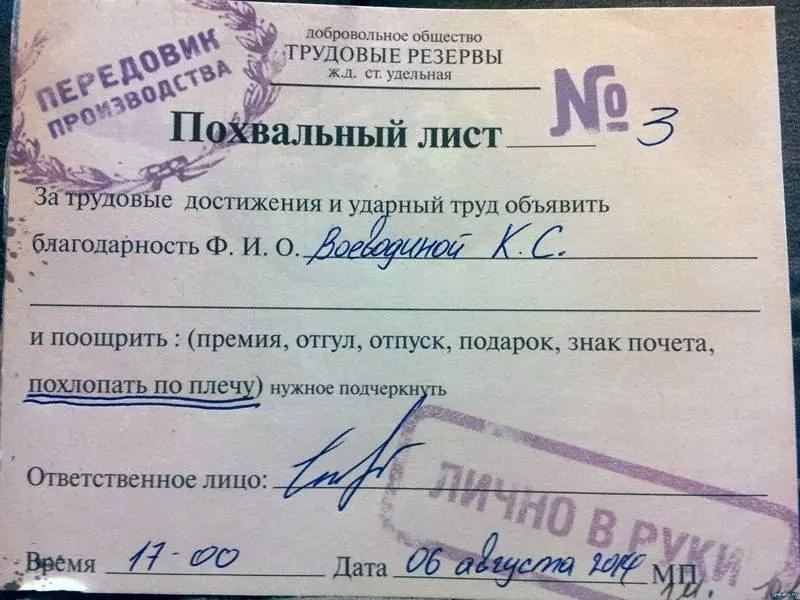 добровольное общество
ТРУДОВЫЕ РЕЗЕРВЫ
ж.д. ст. удельная
ПЕРЕДОВИК
ПРОИЗВОДСТВА
Похвальный лист № 3
За трудовые достижения и ударный труд объявить
благодарность Ф. И. О. Воеводиной К. С.
и поощрить : (премия, отгул, отпуск, подарок, знак почета,
похлопать по плечу) нужное подчеркнуть
Ответственное лицо:
ЛИЧНО В РУКИ
Время 17-00 Дата 06 августа 2014 МП